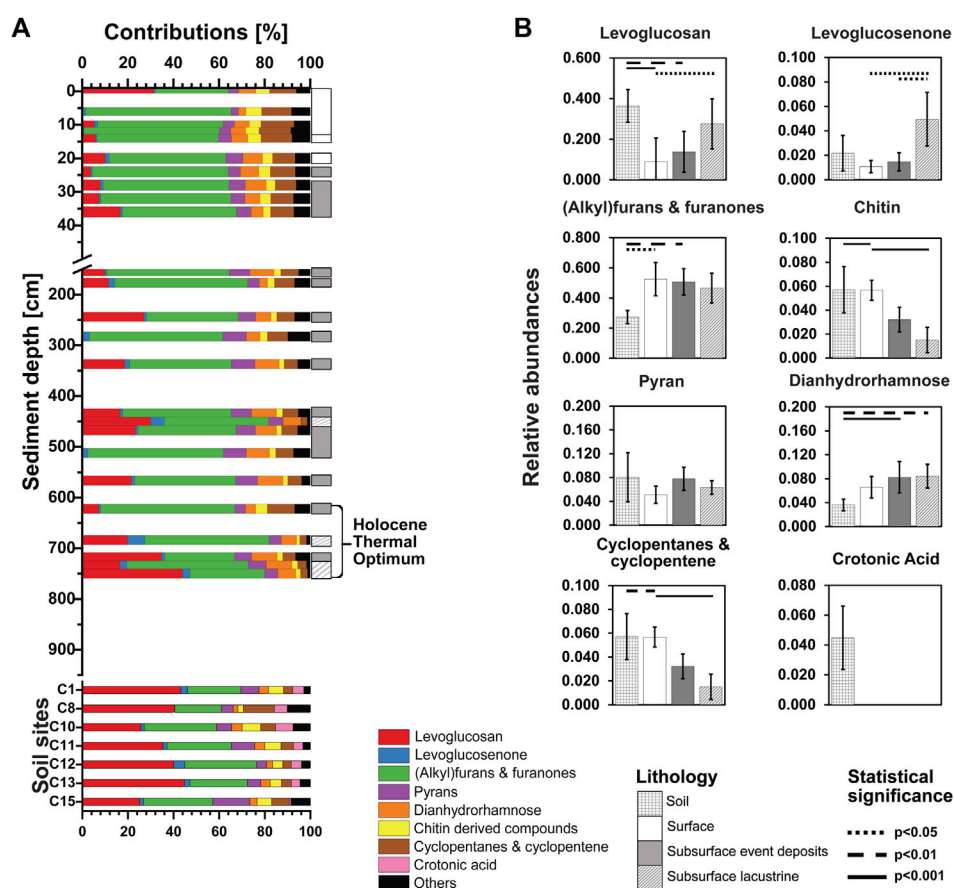 A
Contributions [%]
0 20 40 60 80 100
0
10
20
30
40
200
300
400
500
600
700
800
900
Sediment depth [cm]
Holocene
Thermal
Optimum
C1
C8
C10
C11
C12
C13
C15
Soil sites
0 20 40 60 80 100
Levoglucosan
Levoglucosenone
(Alkyl)furans & furanones
Pyrans
Dianhydrorhamnose
Chitin derived compounds
Cyclopentanes & cyclopentene
Crotonic acid
Others
B
Relative abundances
Levoglucosan
0.600
0.400
0.200
0.000
Levoglucosenone
0.100
0.080
0.060
0.040
0.020
0.000
(Alkyl)furans & furanones
0.800
0.600
0.400
0.200
0.000
Chitin
0.100
0.080
0.060
0.040
0.020
0.000
Pyran
0.200
0.160
0.120
0.080
0.040
0.000
Dianhydrorhamnose
0.200
0.160
0.120
0.080
0.040
0.000
Cyclopentanes &
cyclopentene
0.100
0.080
0.060
0.040
0.020
0.000
Crotonic Acid
0.080
0.060
0.040
0.020
0.000
Lithology
Soil
Surface
Subsurface event deposits
Subsurface lacustrine
Statistical
significance
p<0.05
p<0.01
p<0.001